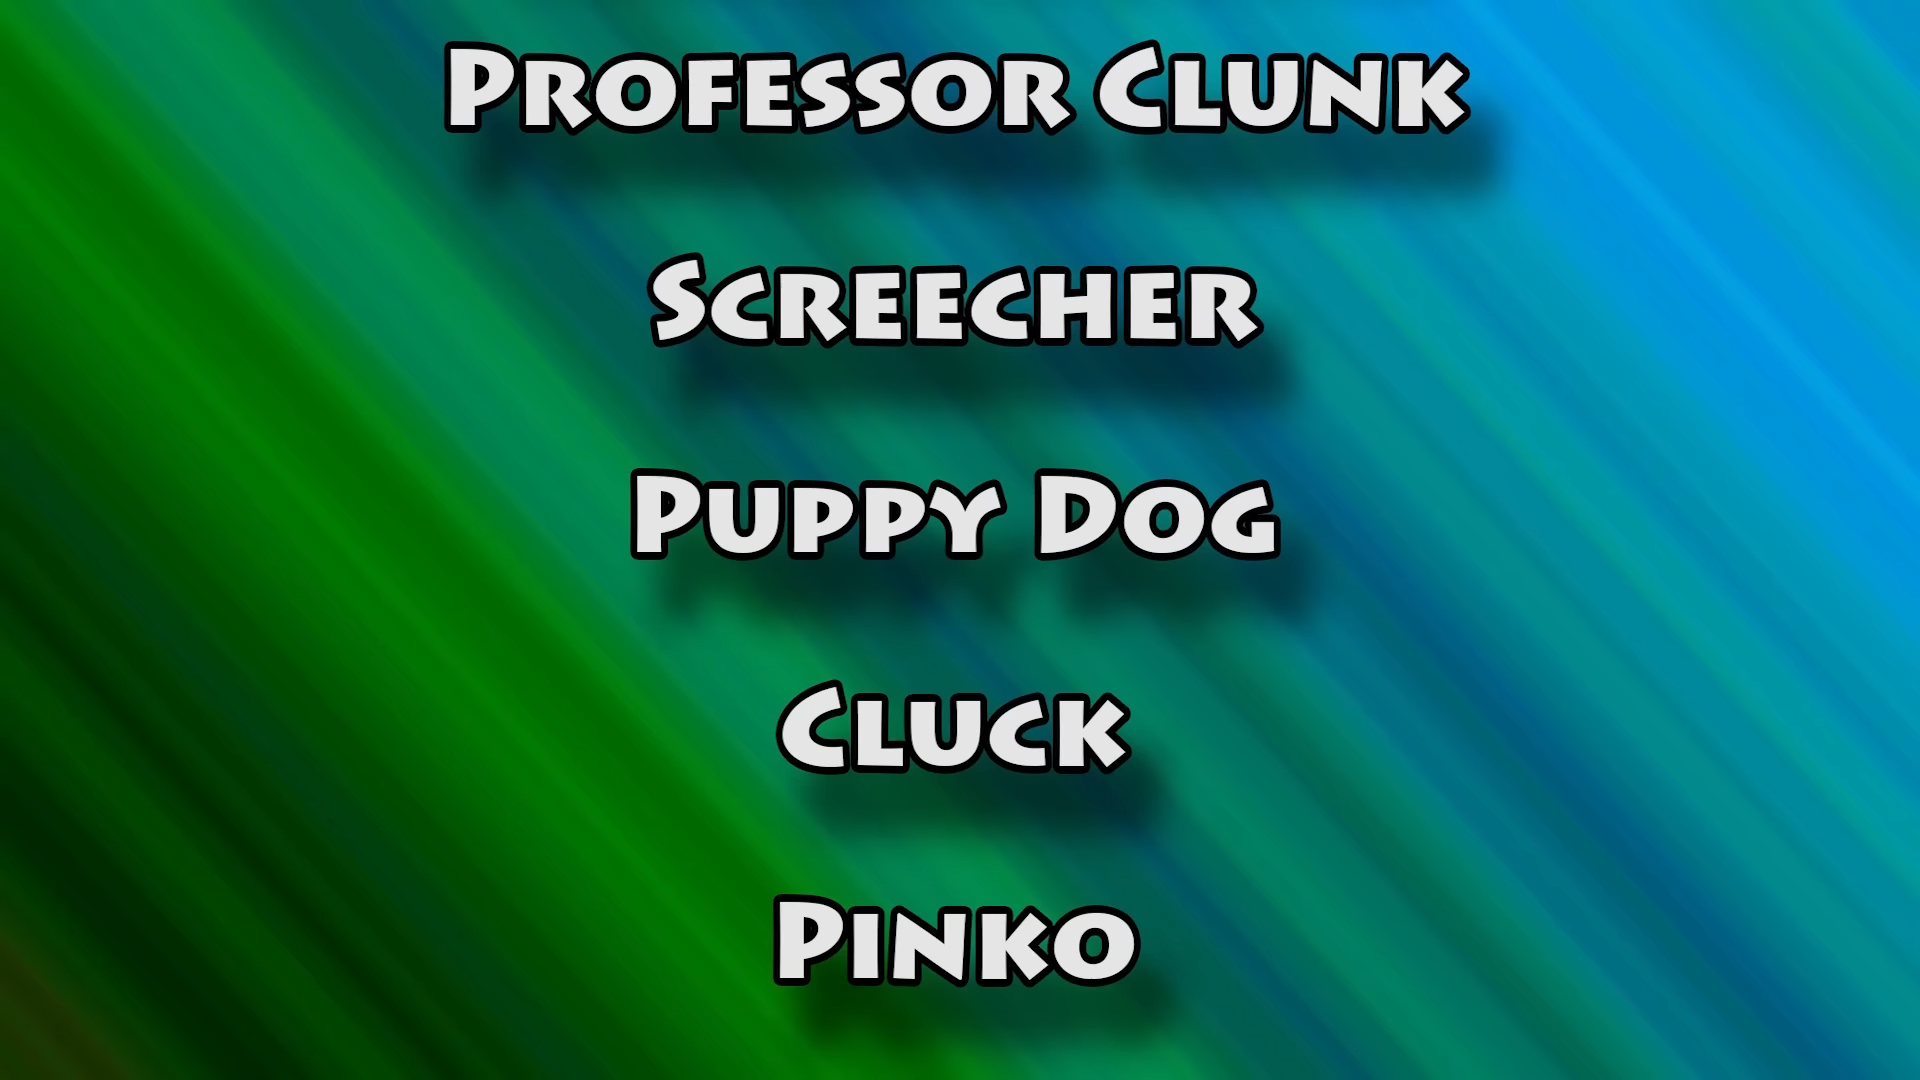 Professor Clunk
Screecher
Puppy Dog
Cluck
Pinko